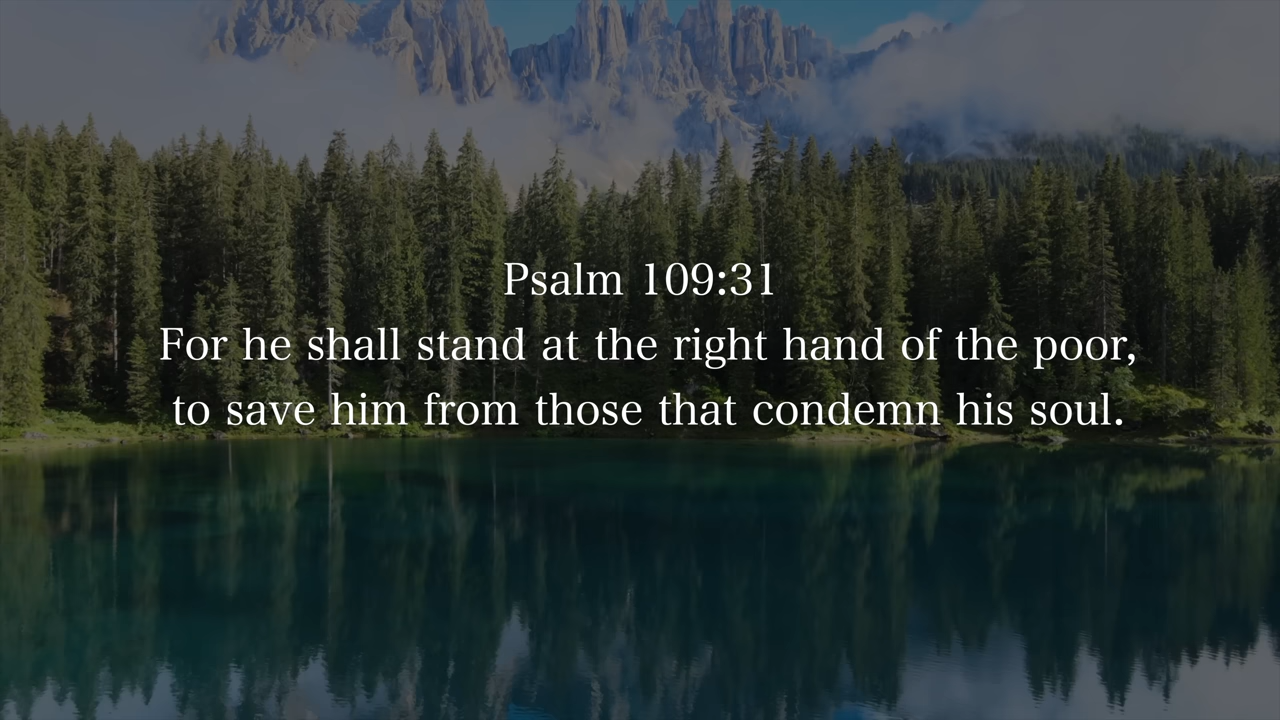 Psalm 109:31
For he shall stand at the right hand of the poor,
to save him from those that condemn his soul.